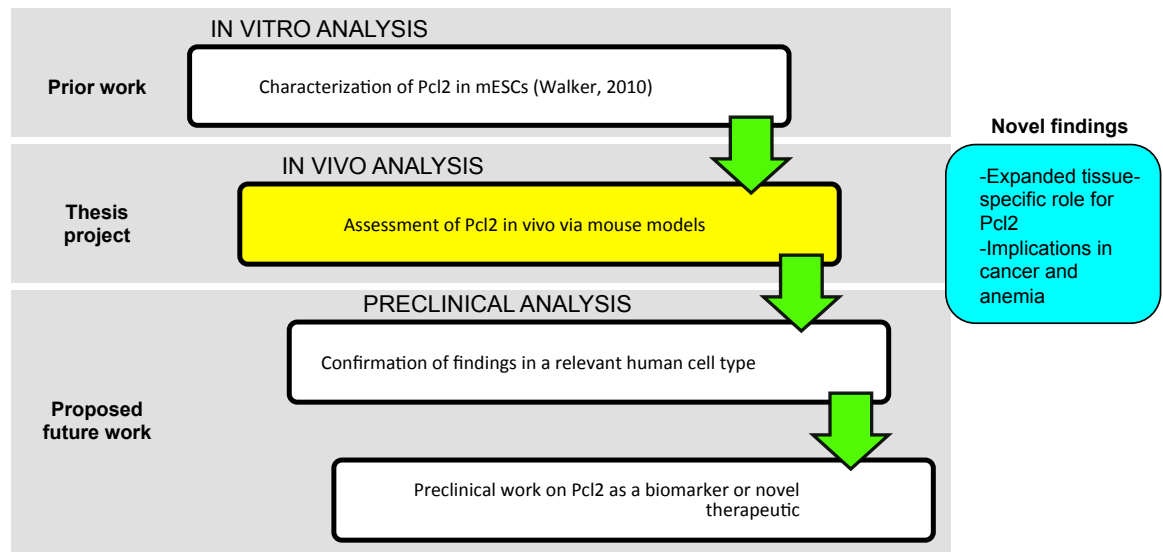 IN VITRO ANALYSIS
Prior work
Characterization of Pcl2 in mESCs (Walker, 2010)
Novel findings
-Expanded tissue-
specific role for
Pcl2
-Implications in
cancer and
anemia
IN VIVO ANALYSIS
Thesis
project
Assessment of Pcl2 in vivo via mouse models
PRECLINICAL ANALYSIS
Confirmation of findings in a relevant human cell type
Proposed
future work
Preclinical work on Pcl2 as a biomarker or novel
therapeutic